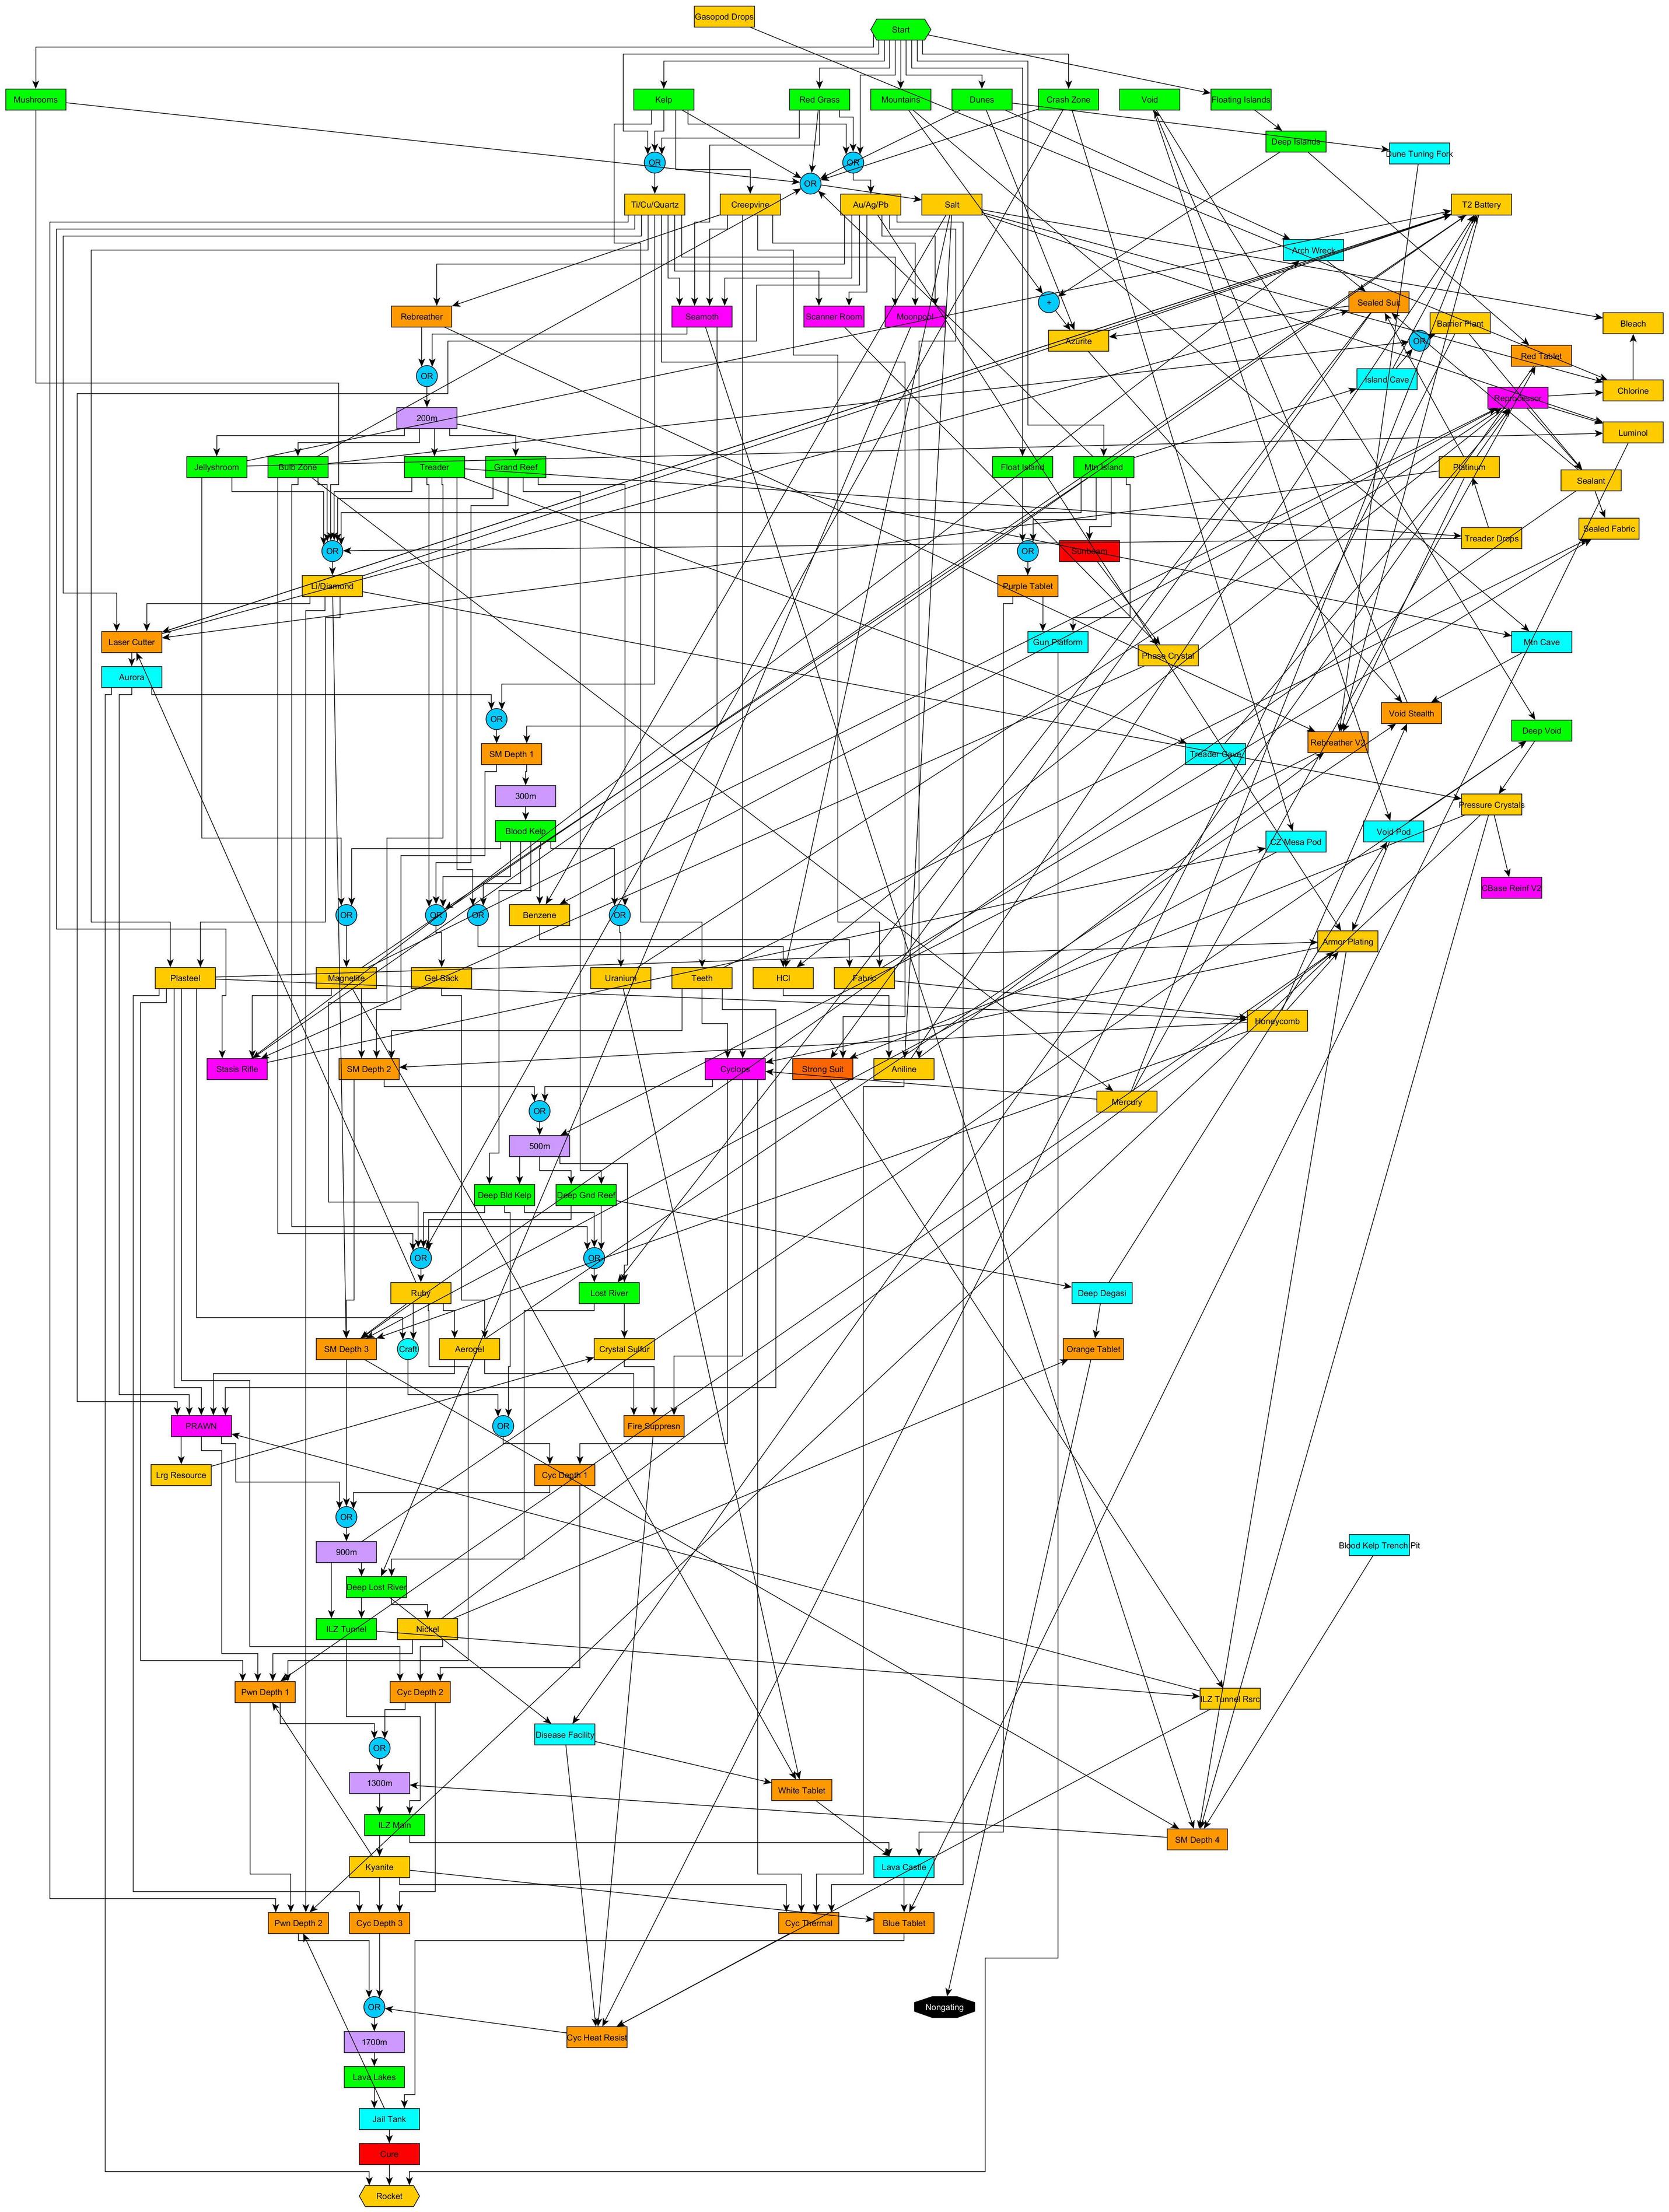 Gasopod Drops
Start
Mushrooms
Kelp
Red Grass
Mountains
Dunes
Crash Zone
Void
Floating Islands
Deep Islands
Dune Tuning Fork
OR
OR
OR
Ti/Cu/Quartz
Creepvine
Au/Ag/Pb
Salt
T2 Battery
Arch Wreck
+
Rebreather
Seamoth
Scanner Room
Moonpool
Sealed Suit
Barrier Plant
Bleach
Azurite
OR
Red Tablet
OR
Island Cave
Reprocessor
Chlorine
200m
Luminol
Jellyshroom
Bulb Zone
Treader
Grand Reef
Float Island
Mtn Island
Platinum
Sealant
Treader Drops
Sealed Fabric
OR
OR
Sunbeam
Li/Diamond
Purple Tablet
Laser Cutter
Gun Platform
Mtn Cave
Phase Crystal
Aurora
OR
Void Stealth
Deep Void
SM Depth 1
Treader Cave
Rebreather V2
300m
Pressure Crystals
Blood Kelp
CZ Mesa Pod
Void Pod
CBase Reinf V2
OR
OR
OR
Benzene
OR
Armor Plating
Plasteel
Magnetite
Gel Sack
Uranium
Teeth
HCl
Fabric
Honeycomb
Stasis Rifle
SM Depth 2
Cyclops
Strong Suit
Aniline
Mercury
OR
500m
Deep Bld Kelp
Deep Gnd Reef
OR
OR
Ruby
Lost River
Deep Degasi
SM Depth 3
Craft
Aerogel
Crystal Sulfur
Orange Tablet
PRAWN
OR
Fire Suppresn
Lrg Resource
Cyc Depth 1
OR
900m
Blood Kelp Trench Pit
Deep Lost River
ILZ Tunnel
Nickel
Pwn Depth 1
Cyc Depth 2
ILZ Tunnel Rsrc
Disease Facility
OR
1300m
White Tablet
ILZ Main
SM Depth 4
Kyanite
Lava Castle
Pwn Depth 2
Cyc Depth 3
Cyc Thermal
Blue Tablet
OR
Nongating
1700m
Cyc Heat Resist
Lava Lakes
Jail Tank
Cure
Rocket